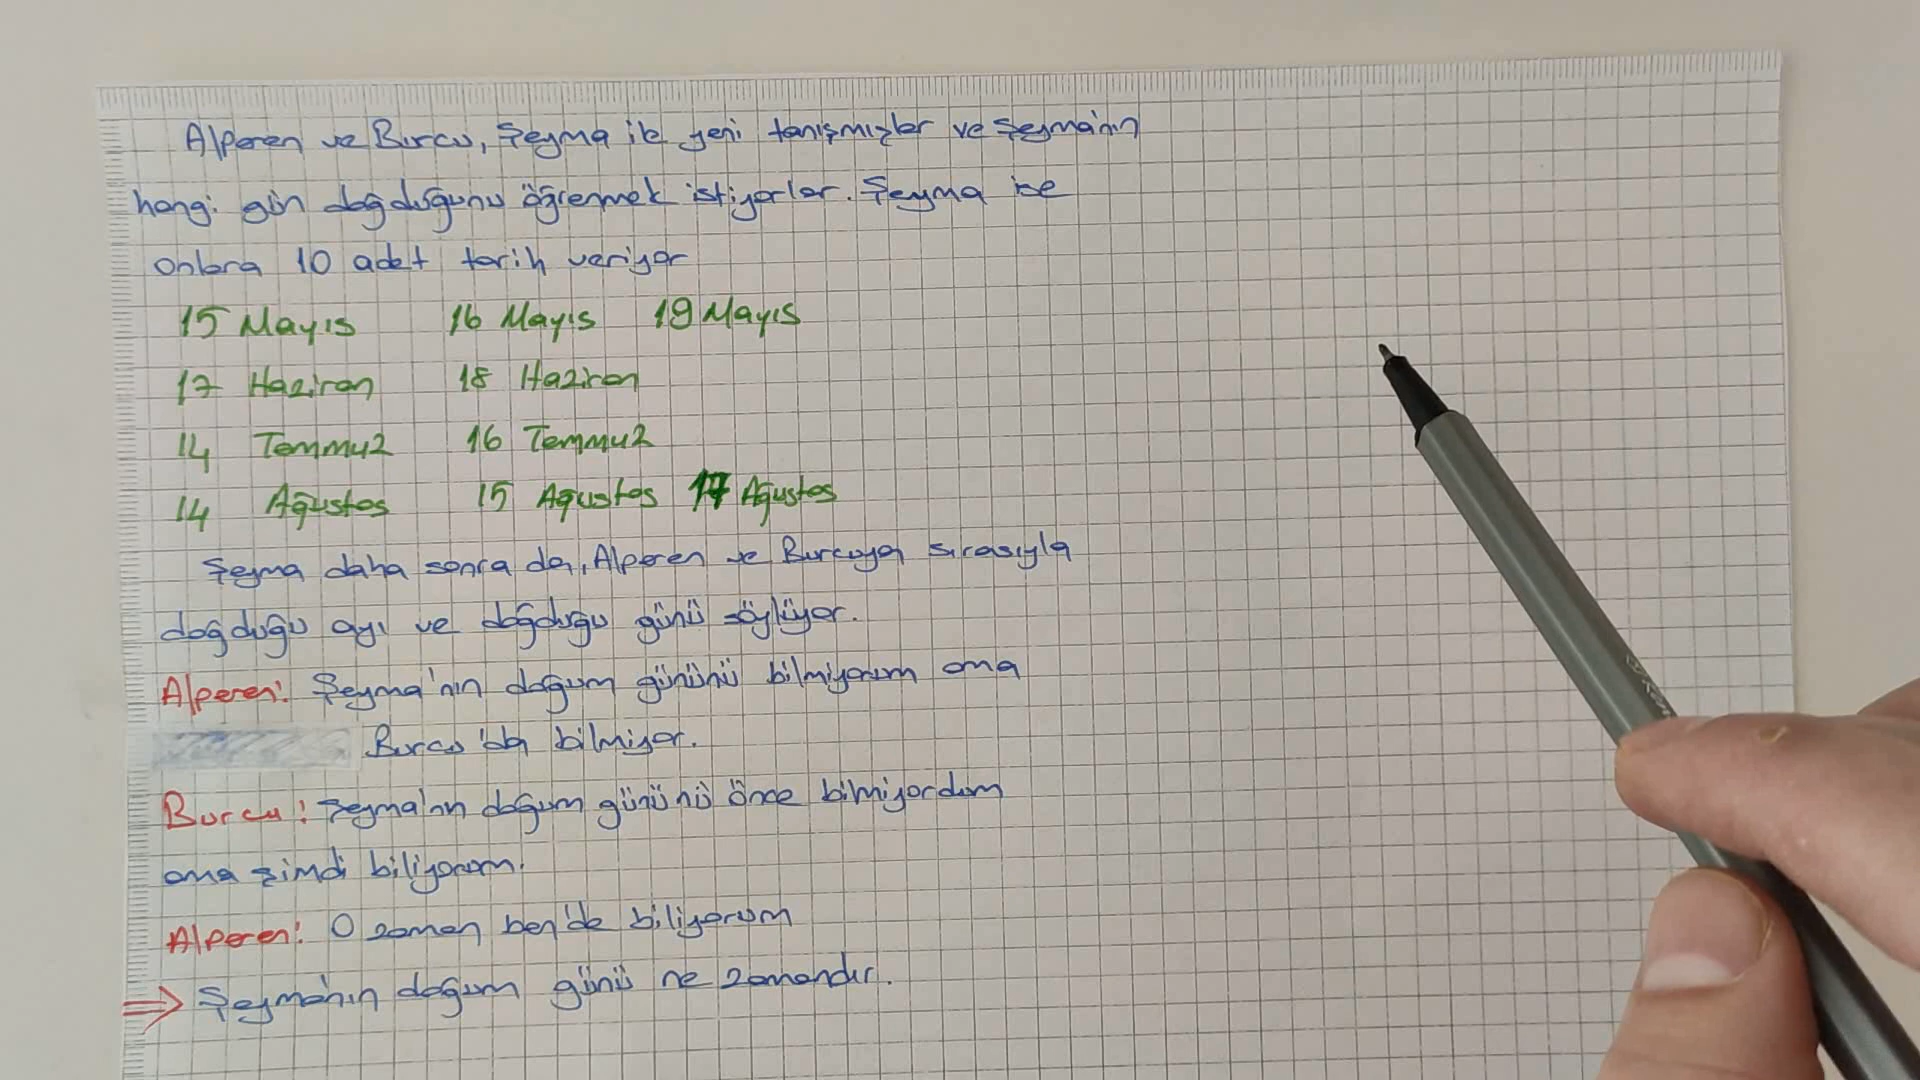 Alperen ve Burcu, Şeyma ile yeni tanışmışlar ve Şeyma'nın
hangi gün doğduğunu öğrenmek istiyorlar. Şeyma ise
onlara 10 adet tarih veriyor
15 Mayıs 16 Mayıs 19 Mayıs
17 Haziran 18 Haziran
14 Temmuz 16 Temmuz
14 Ağustos 15 Ağustos 17 Ağustos
Şeyma daha sonra da, Alperen ve Burcuya sırasıyla
doğduğu ayı ve doğduğu günü söylüyor.
Alperen: Şeyma'nın doğum gününü bilmiyorum ama
Burcu'da bilmiyor.
Burcu: Şeyma'nın doğum gününü önce bilmiyordum
ama şimdi biliyorum.
Alperen: O zaman ben'de biliyorum
⇒ Şeyma'nın doğum günü ne zamandır.